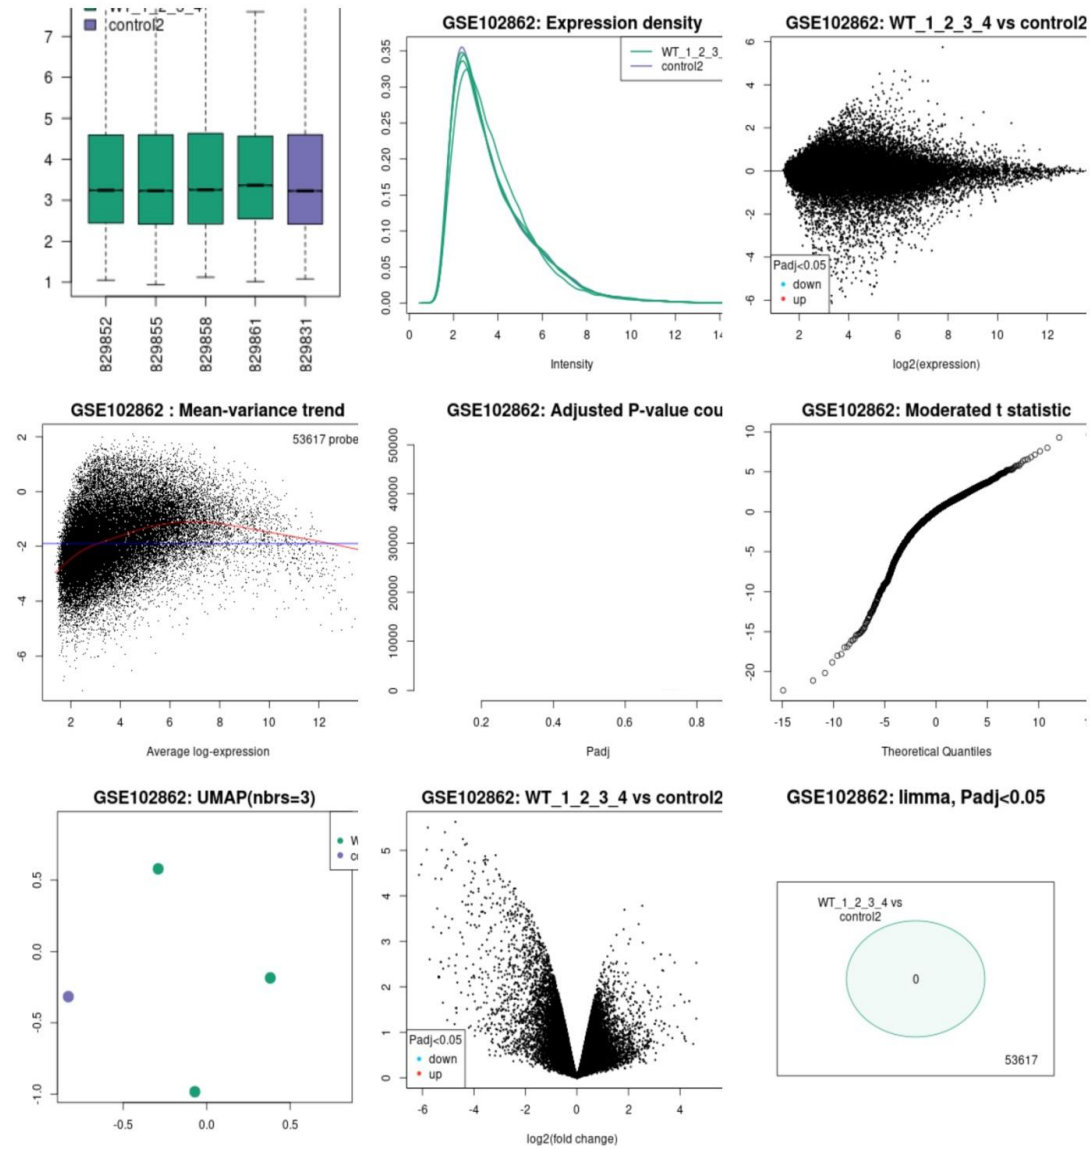 WT_1_2_3_4
control2
7
6
5
4
3
2
1
829852
829855
829858
829861
829831
GSE102862: Expression density
WT_1_2_3_
control2
0.35
0.30
0.25
0.20
0.15
0.10
0.05
0.00
0 2 4 6 8 10 12 14
Intensity
GSE102862: WT_1_2_3_4 vs control2
6
4
2
0
-2
-4
-6
Padj<0.05
down
up
2 4 6 8 10 12
log2(expression)
GSE102862 : Mean-variance trend
53617 probe
2
0
-2
-4
-6
2 4 6 8 10 12
Average log-expression
GSE102862: Adjusted P-value cou
50000
40000
30000
20000
10000
0
0.2 0.4 0.6 0.8
Padj
GSE102862: Moderated t statistic
10
5
0
-5
-10
-15
-20
-15 -10 -5 0 5 10
Theoretical Quantiles
GSE102862: UMAP(nbrs=3)
0.5
0.0
-0.5
-1.0
-0.5 0.0 0.5
GSE102862: WT_1_2_3_4 vs control2
5
4
3
2
1
0
Padj<0.05
down
up
-6 -4 -2 0 2 4
log2(fold change)
GSE102862: limma, Padj<0.05
WT_1_2_3_4 vs
control2
0
53617